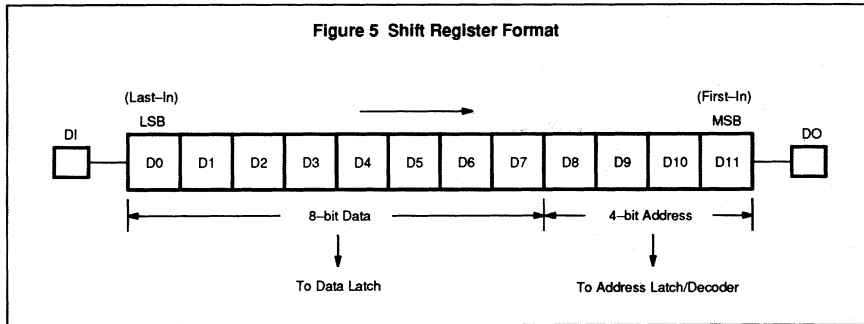 Figure 5 Shift Register Format
(Last–In)
(First–In)
DI
LSB
MSB
DO
D0 D1 D2 D3 D4 D5 D6 D7 D8 D9 D10 D11
8–bit Data
4–bit Address
To Data Latch
To Address Latch/Decoder